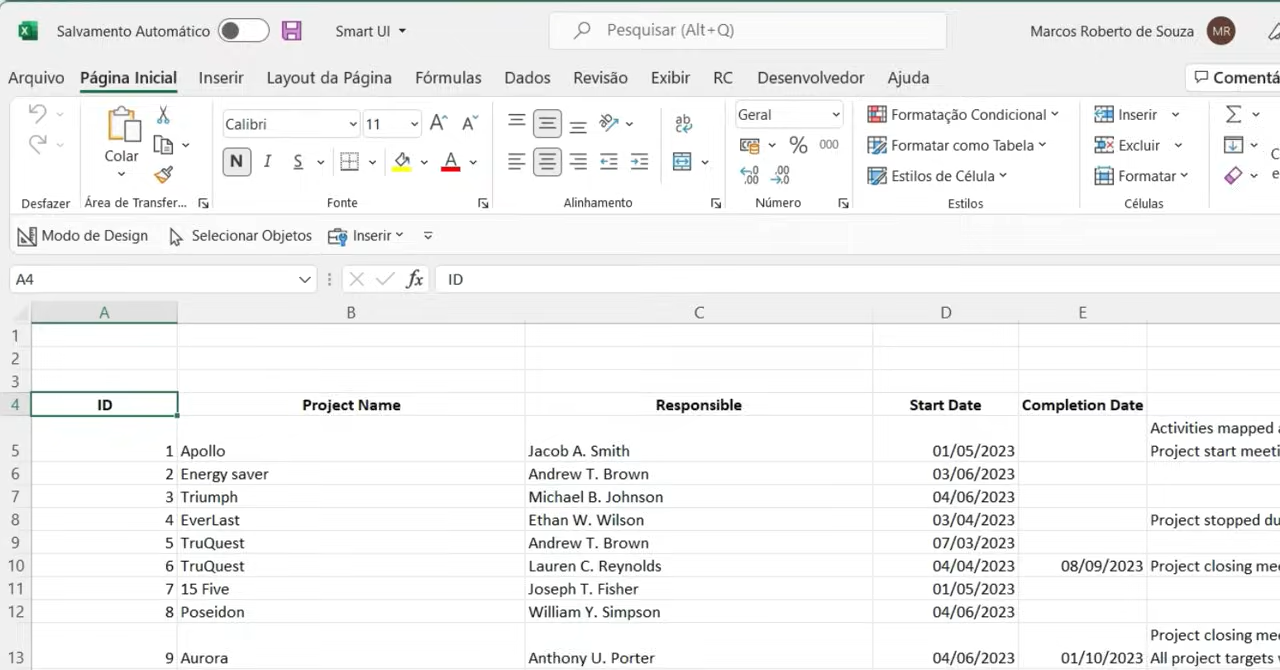 Salvamento Automático Smart UI Pesquisar (Alt+Q) Marcos Roberto de Souza MR
Arquivo Página Inicial Inserir Layout da Página Fórmulas Dados Revisão Exibir RC Desenvolvedor Ajuda Comentá
Calibri 11 Geral Formatação Condicional Inserir
Colar N I S % 000 Formatar como Tabela Excluir
Estilos de Célula Formatar
Desfazer Área de Transfer... Fonte Alinhamento Número Estilos Células
Modo de Design Selecionar Objetos Inserir
A4 fx ID
A B C D E
1
2
3
4 ID Project Name Responsible Start Date Completion Date
Activities mapped
5 1 Apollo Jacob A. Smith 01/05/2023 Project start meeti
6 2 Energy saver Andrew T. Brown 03/06/2023
7 3 Triumph Michael B. Johnson 04/06/2023
8 4 EverLast Ethan W. Wilson 03/04/2023 Project stopped du
9 5 TruQuest Andrew T. Brown 07/03/2023
10 6 TruQuest Lauren C. Reynolds 04/04/2023 08/09/2023 Project closing mee
11 7 15 Five Joseph T. Fisher 01/05/2023
12 8 Poseidon William Y. Simpson 04/06/2023
Project closing mee
13 9 Aurora Anthony U. Porter 04/06/2023 01/10/2023 All project targets